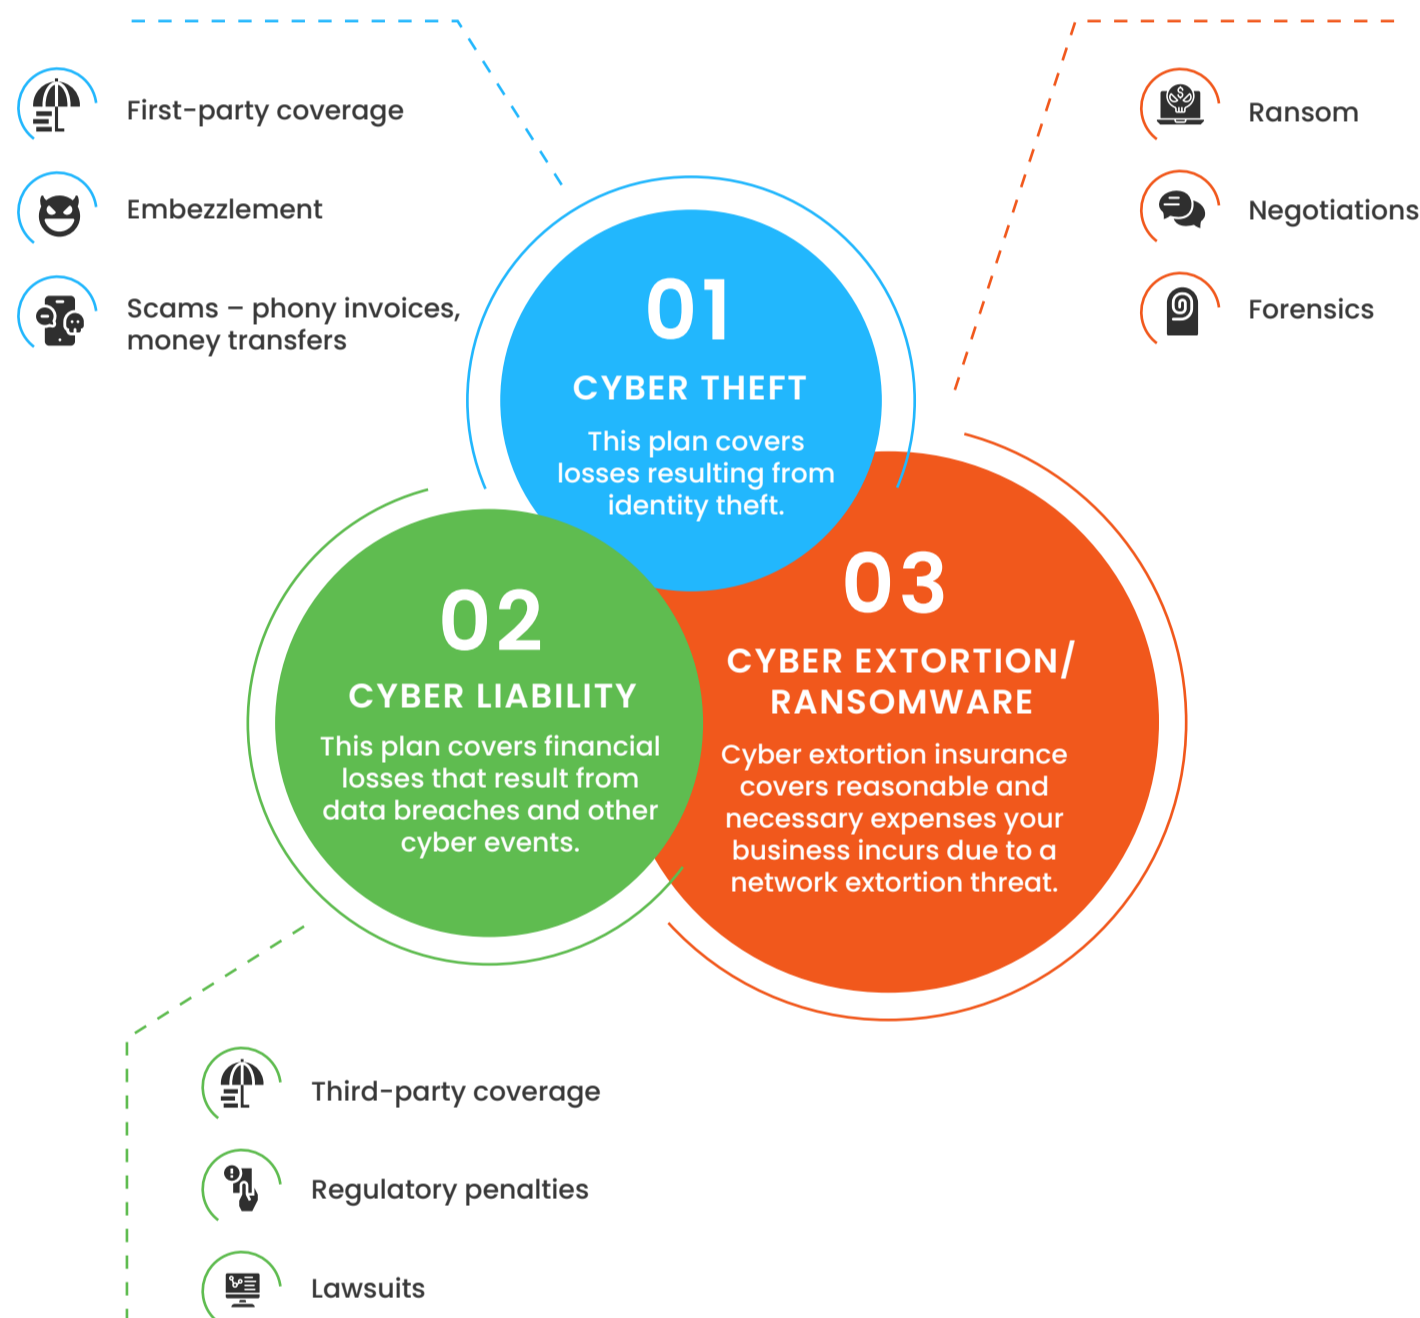 First-party coverage
Embezzlement
Scams – phony invoices,
money transfers
Ransom
Negotiations
Forensics
01
CYBER THEFT
This plan covers
losses resulting from
identity theft.
02
CYBER LIABILITY
This plan covers financial
losses that result from
data breaches and other
cyber events.
03
CYBER EXTORTION/
RANSOMWARE
Cyber extortion insurance
covers reasonable and
necessary expenses your
business incurs due to a
network extortion threat.
Third-party coverage
Regulatory penalties
Lawsuits